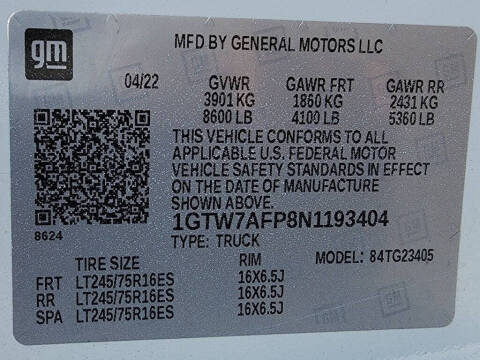 gm
MFD BY GENERAL MOTORS LLC
04/22 GVWR GAWR FRT GAWR RR
3901 KG 1860 KG 2431 KG
8600 LB 4100 LB 5360 LB
THIS VEHICLE CONFORMS TO ALL
APPLICABLE U.S. FEDERAL MOTOR
VEHICLE SAFETY STANDARDS IN EFFECT
ON THE DATE OF MANUFACTURE
SHOWN ABOVE.
8624
1GTW7AFP8N1193404
TYPE: TRUCK 84TG23405
TIRE SIZE RIM
FRT LT245/75R16ES 16X6.5J
RR LT245/75R16ES 16X6.5J
SPA LT245/75R16ES 16X6.5J